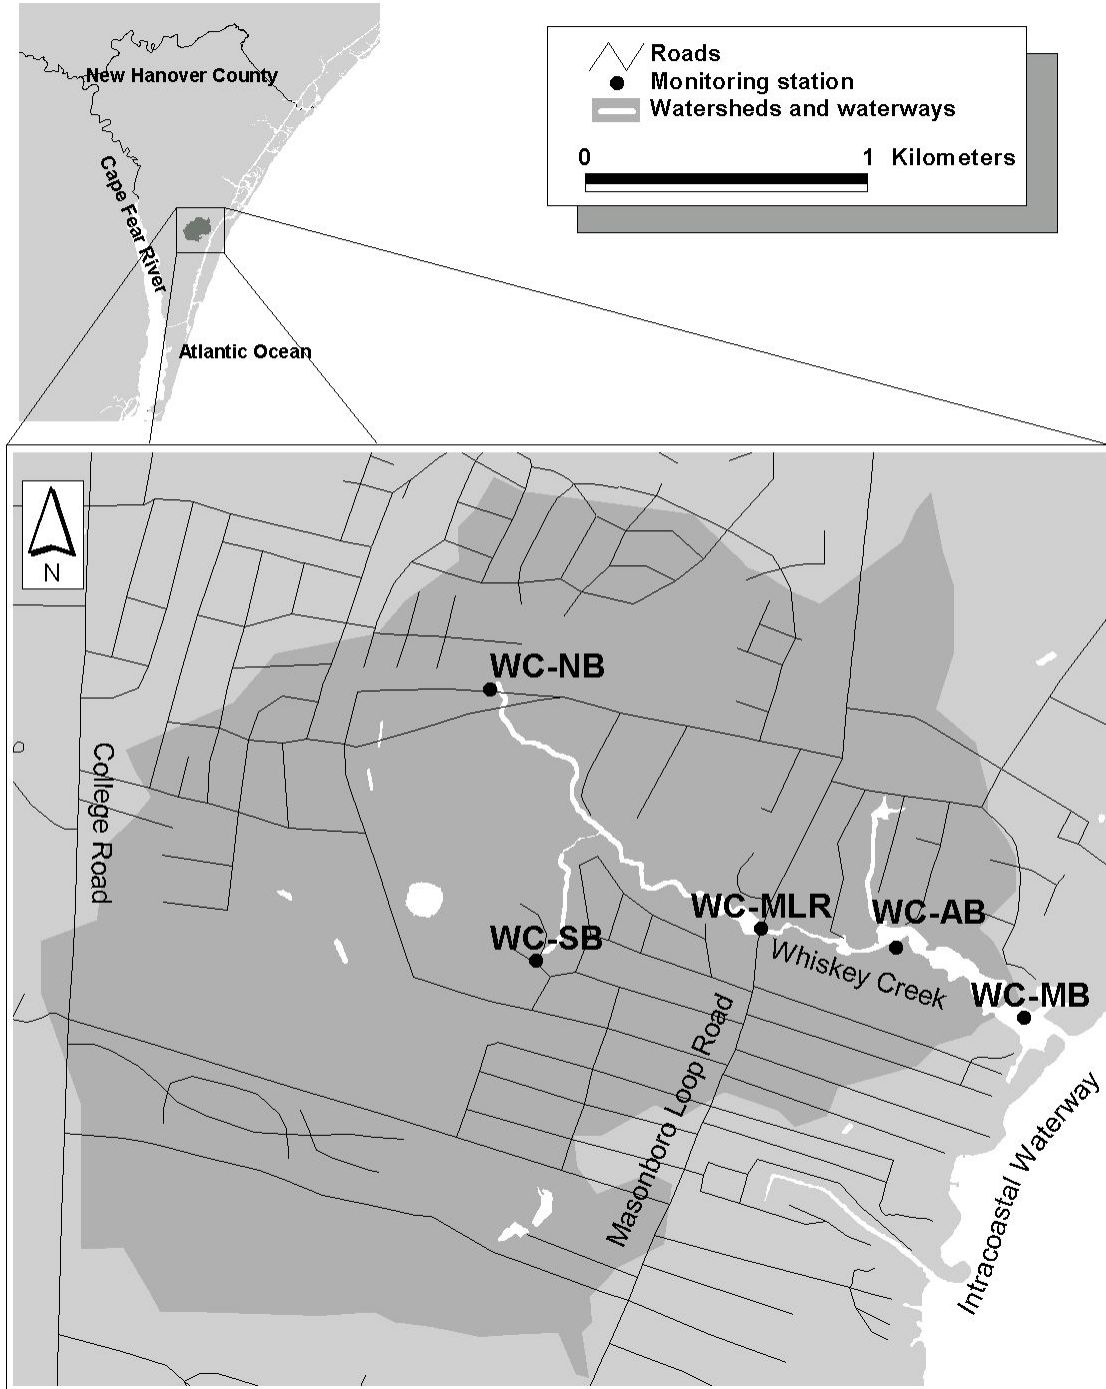 New Hanover County
Cape Fear River
Atlantic Ocean
Roads
Monitoring station
Watersheds and waterways
0 1 Kilometers
N
WC-NB
College Road
WC-SB
WC-MLR
WC-AB
Whiskey Creek
WC-MB
Masonboro Loop Road
Intracoastal Waterway